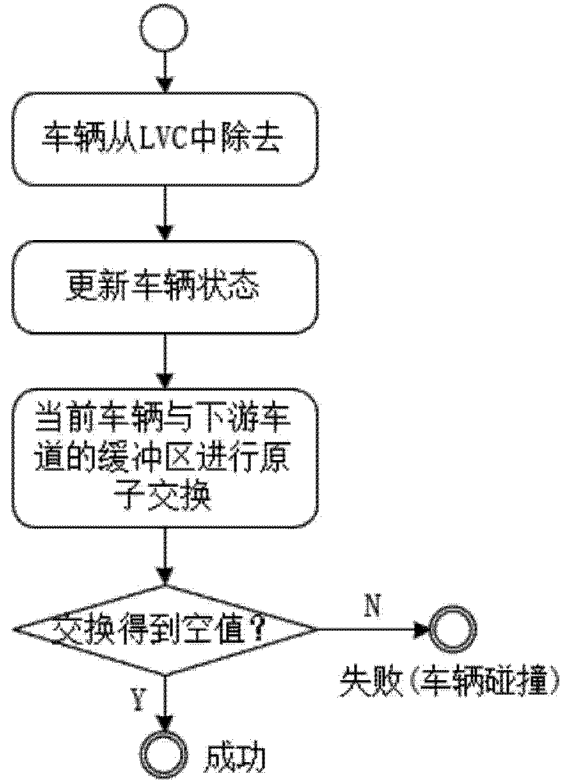 车辆从LVC中除去
更新车辆状态
当前车辆与下游车
道的缓冲区进行原
子交换
交换得到空值?
N
失败(车辆碰撞)
Y
成功